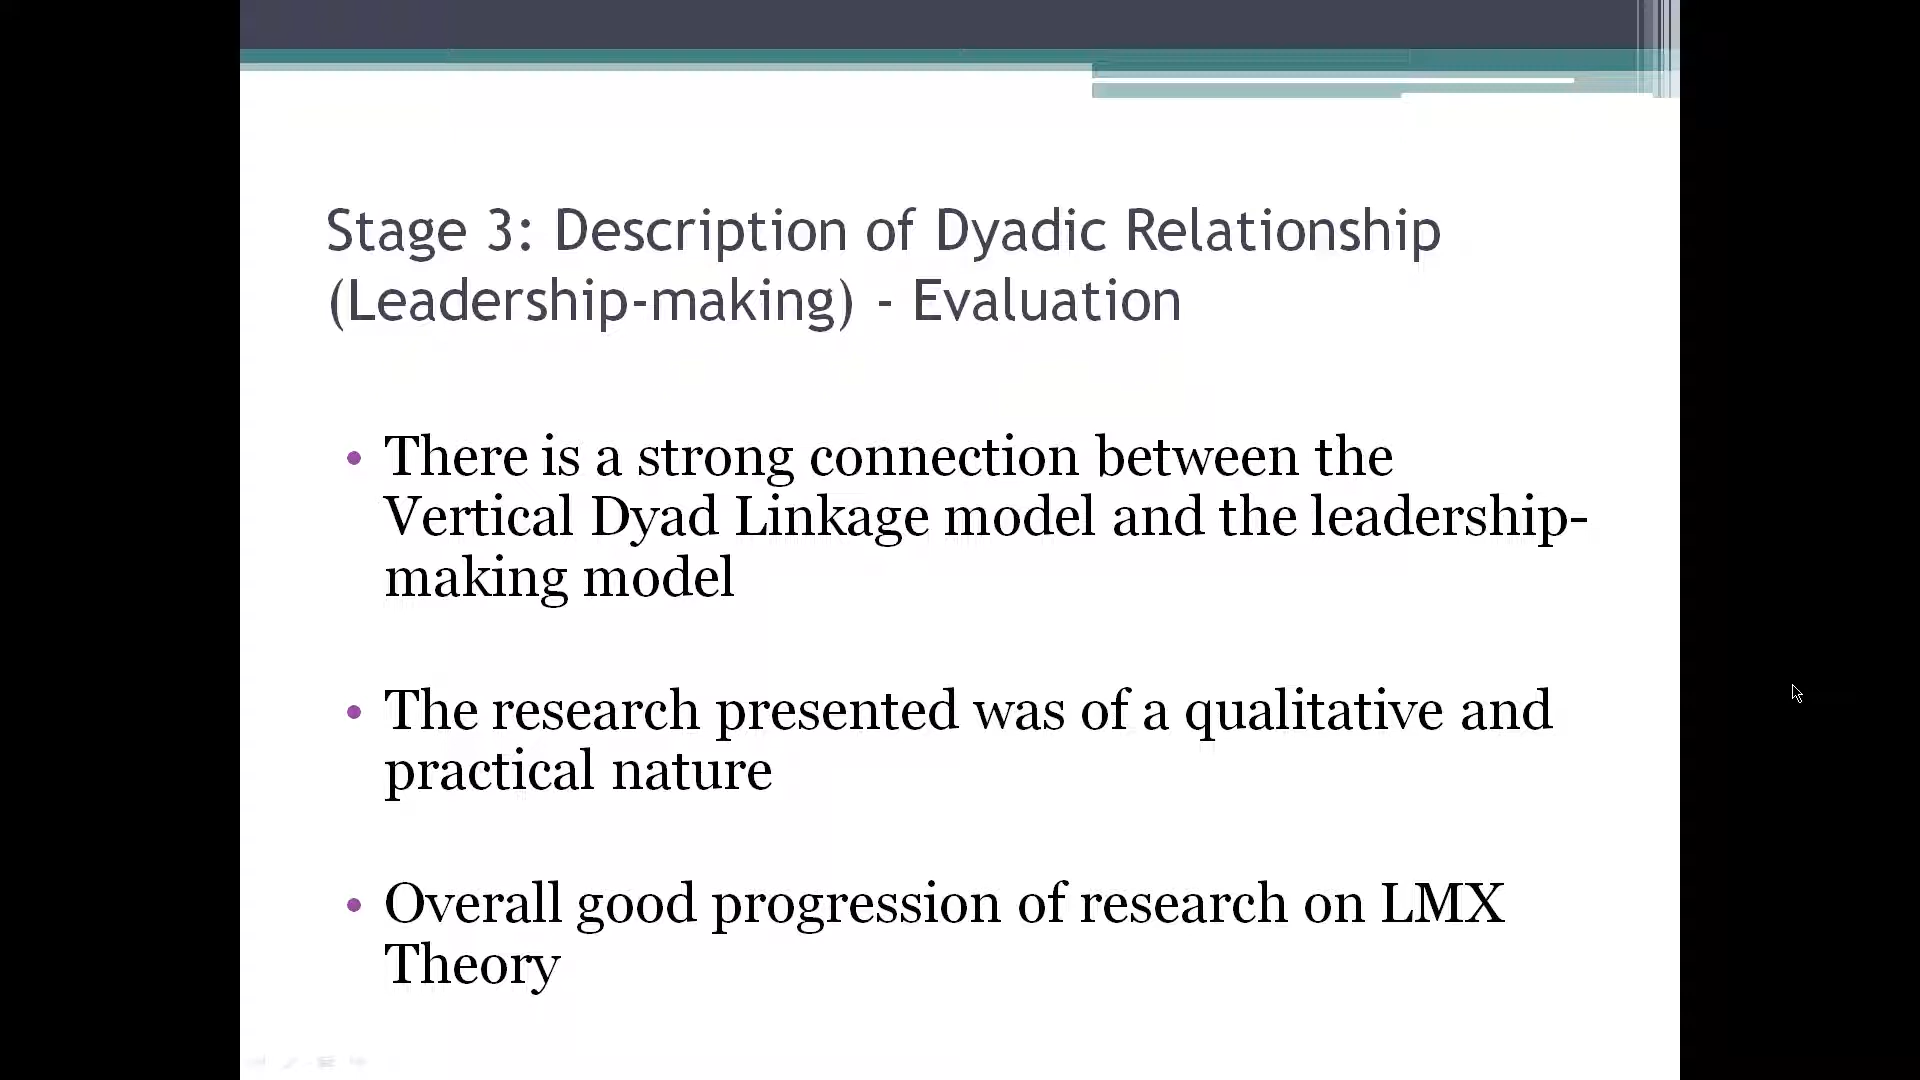 Stage 3: Description of Dyadic Relationship
(Leadership-making) - Evaluation
• There is a strong connection between the
Vertical Dyad Linkage model and the leadership-
making model
• The research presented was of a qualitative and
practical nature
• Overall good progression of research on LMX
Theory